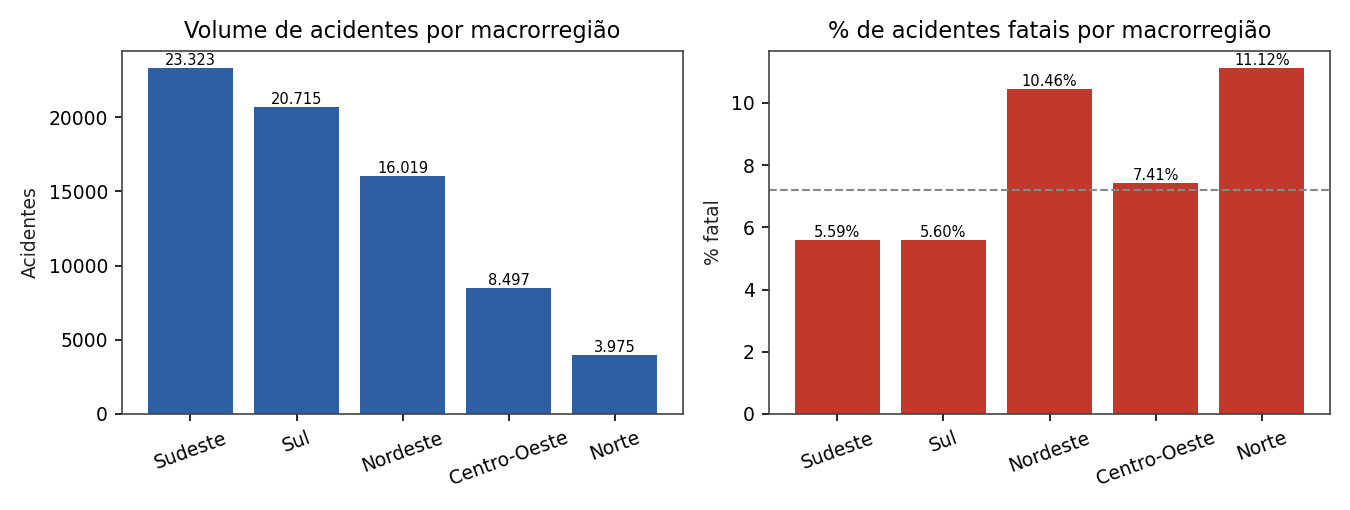 Volume de acidentes por macrorregião
Acidentes
20000
15000
10000
5000
0
23.323
20.715
16.019
8.497
3.975
Sudeste
Sul
Nordeste
Centro-Oeste
Norte
% de acidentes fatais por macrorregião
% fatal
10
8
6
4
2
0
5.59%
5.60%
10.46%
7.41%
11.12%
Sudeste
Sul
Nordeste
Centro-Oeste
Norte